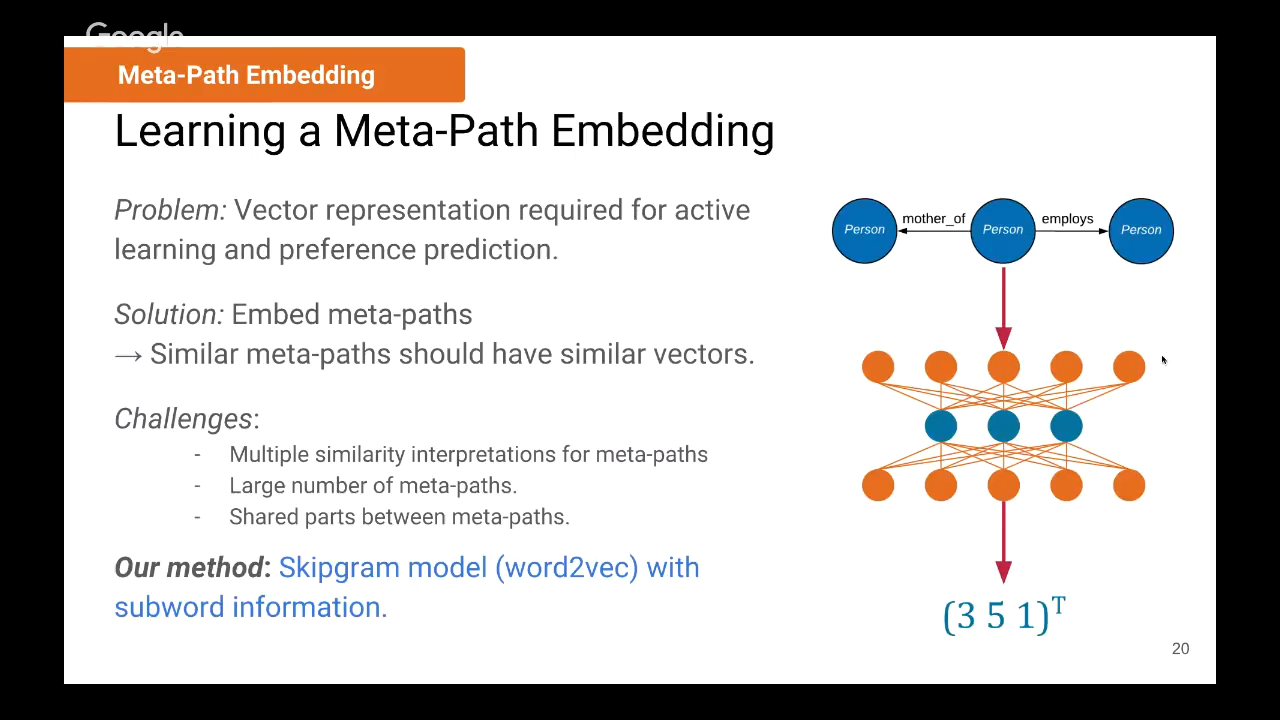 Google
Meta-Path Embedding
Learning a Meta-Path Embedding
Problem: Vector representation required for active
learning and preference prediction.
Solution: Embed meta-paths
→ Similar meta-paths should have similar vectors.
Challenges:
- Multiple similarity interpretations for meta-paths
- Large number of meta-paths.
- Shared parts between meta-paths.
Our method: Skipgram model (word2vec) with
subword information.
Person mother_of Person employs Person
(3 5 1)ᵀ
20